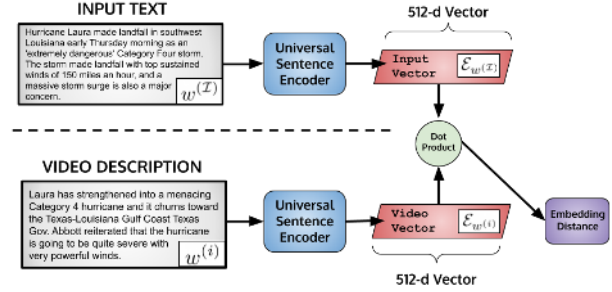 INPUT TEXT
Hurricane Laura made landfall in southwest
Louisiana early Thursday morning as an
'extremely dangerous' Category Four storm.
The storm made landfall with top sustained
winds of 150 miles an hour, and a
massive storm surge is also a major
concern.
w^(I)
Universal
Sentence
Encoder
512-d Vector
Input
Vector
ℰ_w^(I)
Dot
Product
VIDEO DESCRIPTION
Laura has strengthened into a menacing
Category 4 hurricane and it churns toward
the Texas-Louisiana Gulf Coast Texas
Gov. Abbott reiterated that the hurricane
is going to be quite severe with
very powerful winds.
w^(i)
Universal
Sentence
Encoder
Video
Vector
ℰ_w^(i)
512-d Vector
Embedding
Distance